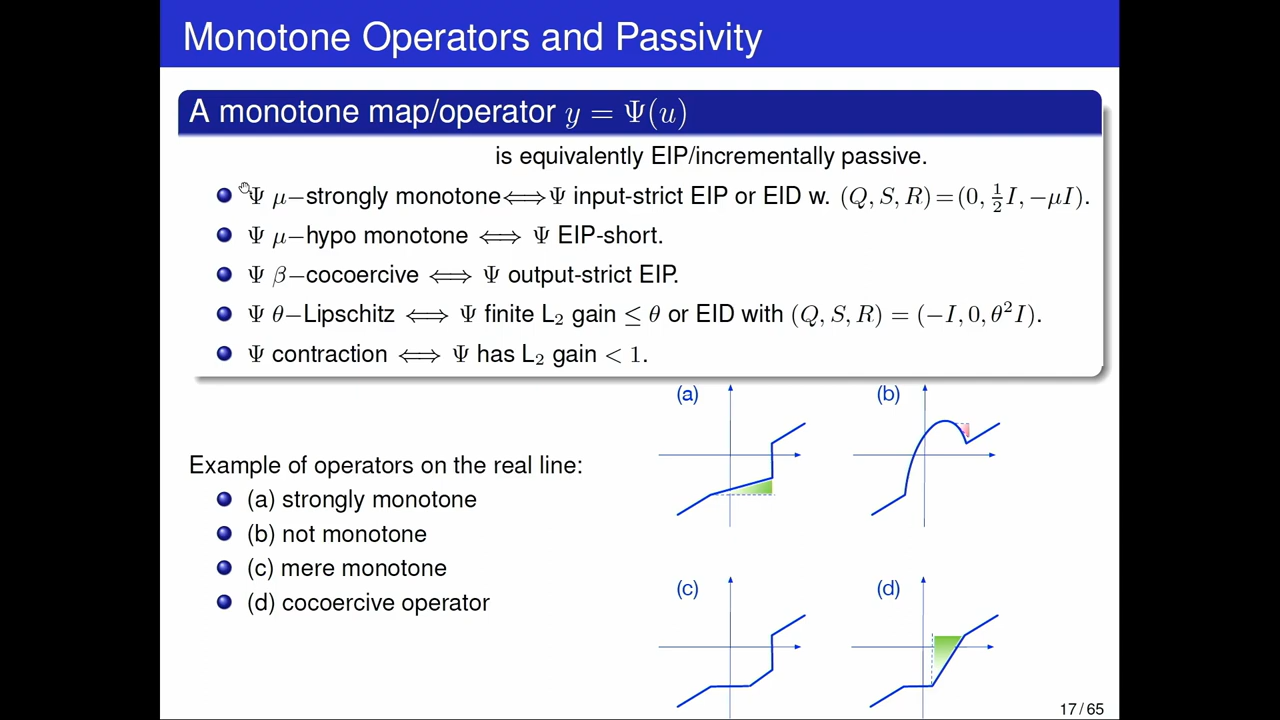 Monotone Operators and Passivity
A monotone map/operator y = Ψ(u)
is equivalently EIP/incrementally passive.
Ψ μ−strongly monotone⟺Ψ input-strict EIP or EID w. (Q, S, R)=(0, ½I, −μI).
Ψ μ−hypo monotone ⟺ Ψ EIP-short.
Ψ β−cocoercive ⟺ Ψ output-strict EIP.
Ψ θ−Lipschitz ⟺ Ψ finite L₂ gain ≤ θ or EID with (Q, S, R) = (−I, 0, θ²I).
Ψ contraction ⟺ Ψ has L₂ gain < 1.
(a)
(b)
Example of operators on the real line:
(a) strongly monotone
(b) not monotone
(c) mere monotone
(d) cocoercive operator
(c)
(d)
17 / 65